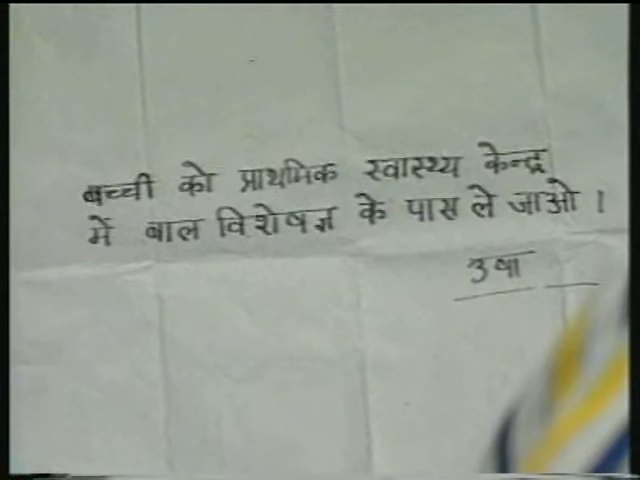 बच्ची को प्राथमिक स्वास्थ्य केन्द्र
में बाल विशेषज्ञ के पास ले जाओ ।
उषा